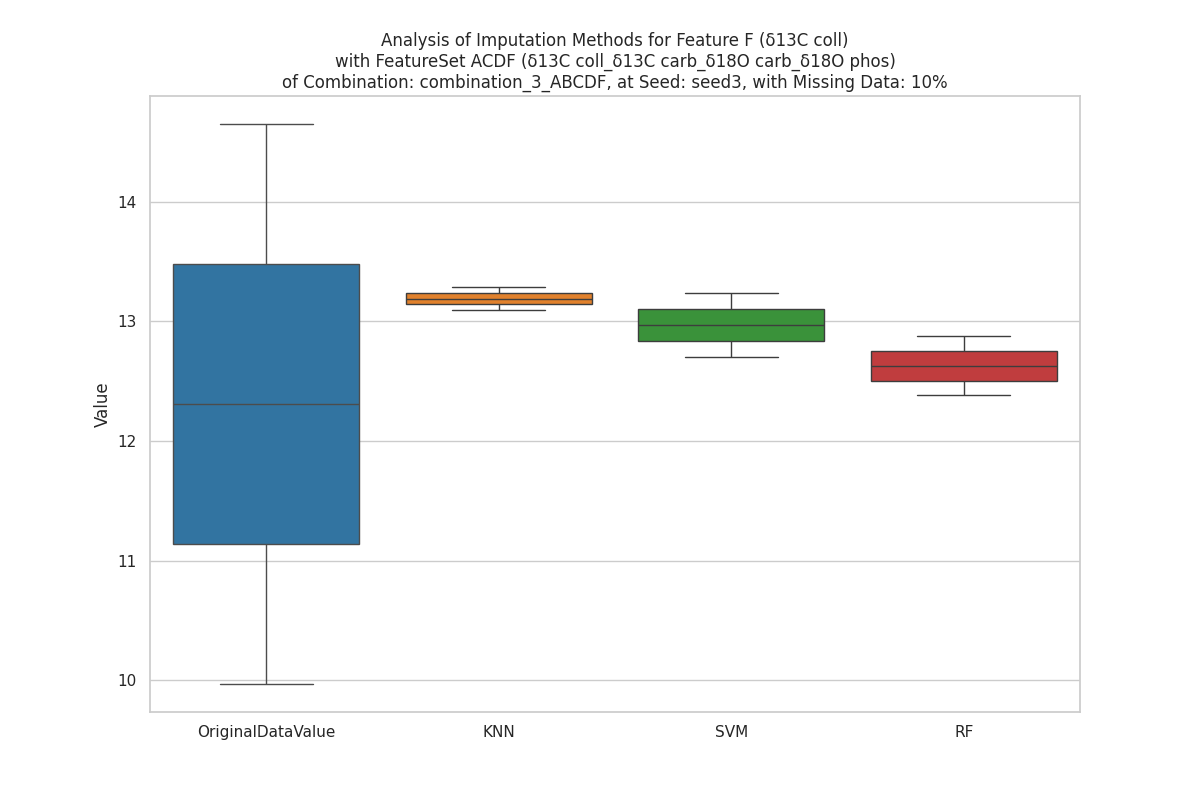 Analysis of Imputation Methods for Feature F (δ13C coll)
with FeatureSet ACDF (δ13C coll_δ13C carb_δ18O carb_δ18O phos)
of Combination: combination_3_ABCDF, at Seed: seed3, with Missing Data: 10%
Value
14
13
12
11
10
OriginalDataValue
KNN
SVM
RF